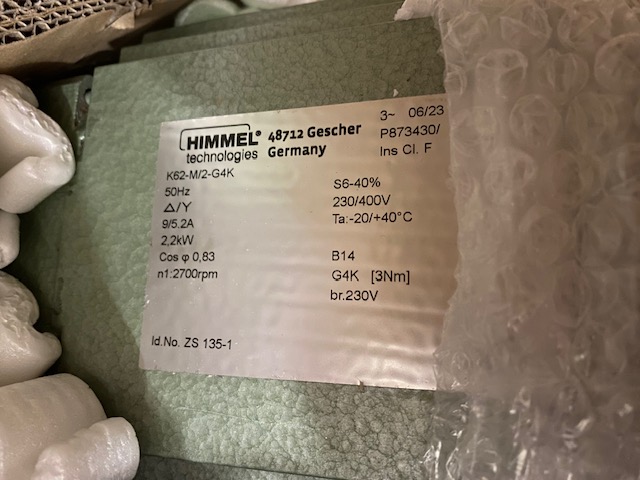 HIMMEL®
technologies
48712 Gescher
Germany
3~ 06/23
P873430/
Ins Cl. F
K62-M/2-G4K
50Hz
△/Y
9/5.2A
2,2kW
Cos φ 0,83
n1:2700rpm
S6-40%
230/400V
Ta:-20/+40°C
B14
G4K [3Nm]
br.230V
Id.No. ZS 135-1